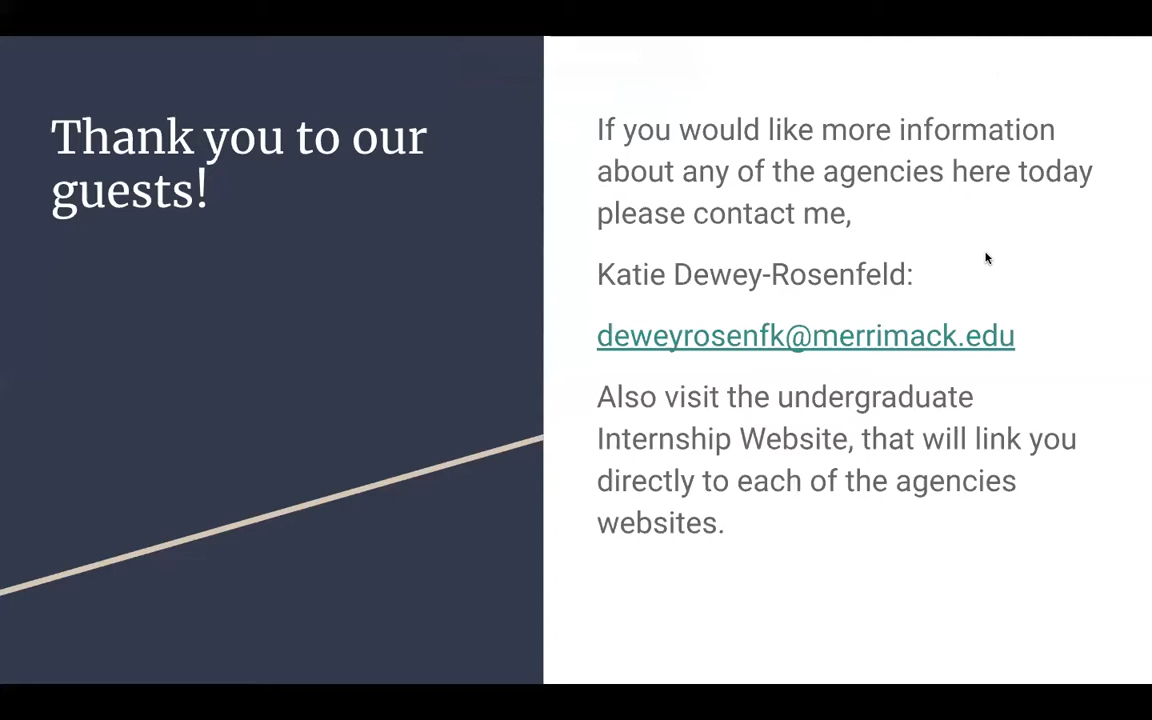 Thank you to our
guests!
If you would like more information
about any of the agencies here today
please contact me,
Katie Dewey-Rosenfeld:
deweyrosenfk@merrimack.edu
Also visit the undergraduate
Internship Website, that will link you
directly to each of the agencies
websites.